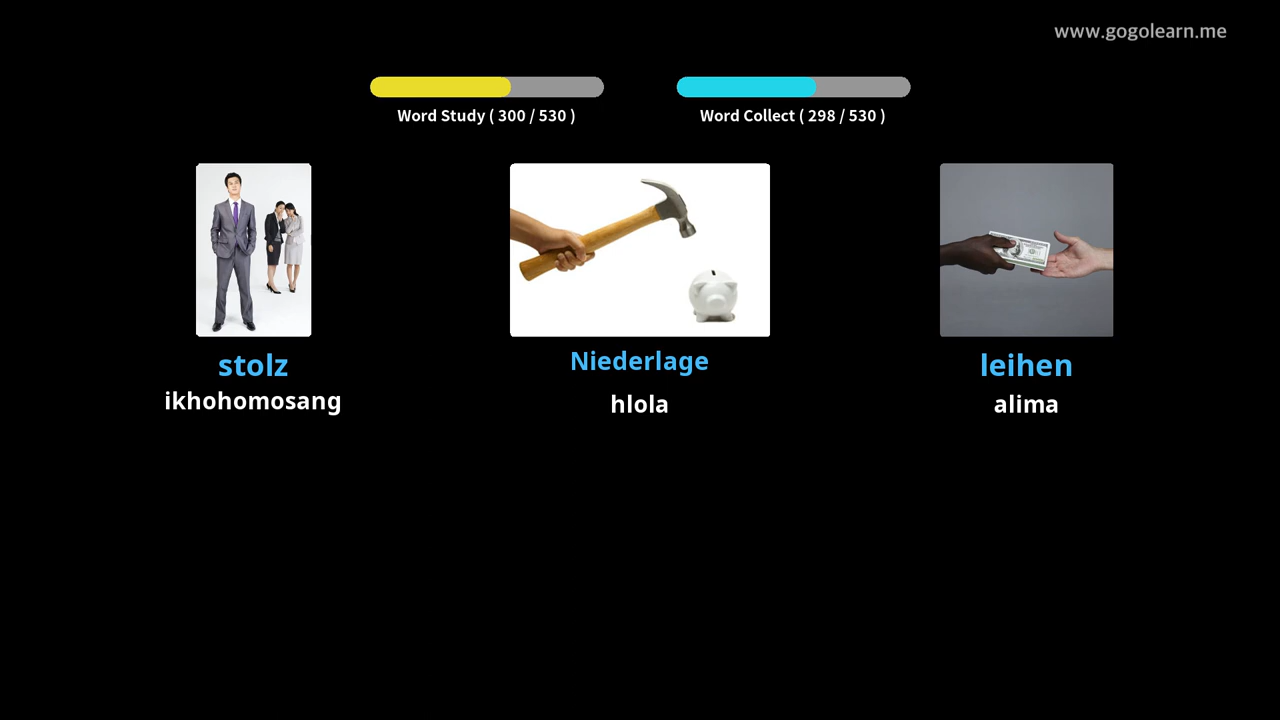 www.gogolearn.me
Word Study ( 300 / 530 )
Word Collect ( 298 / 530 )
stolz
Niederlage
leihen
ikhohomosang
hlola
alima